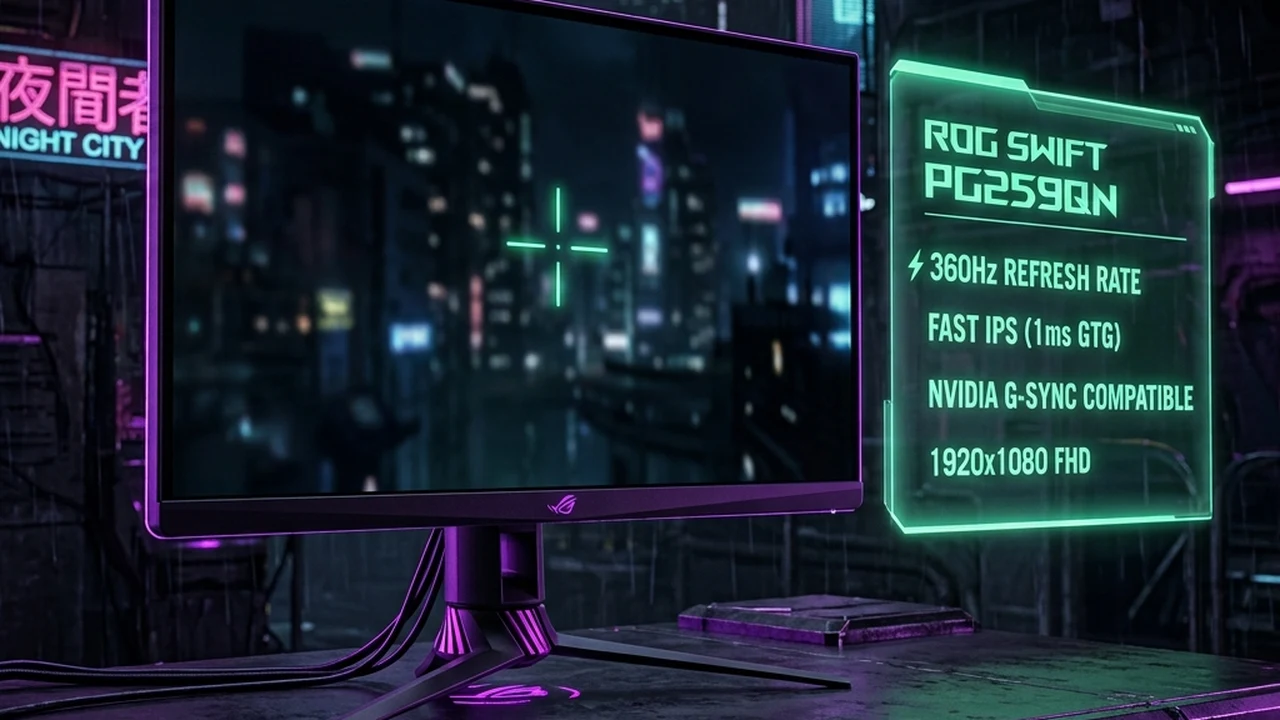 夜間者
NIGHT CITY
ROG SWIFT
PG259QN
360Hz REFRESH RATE
FAST IPS (1ms GTG)
NVIDIA G-SYNC COMPATIBLE
1920x1080 FHD